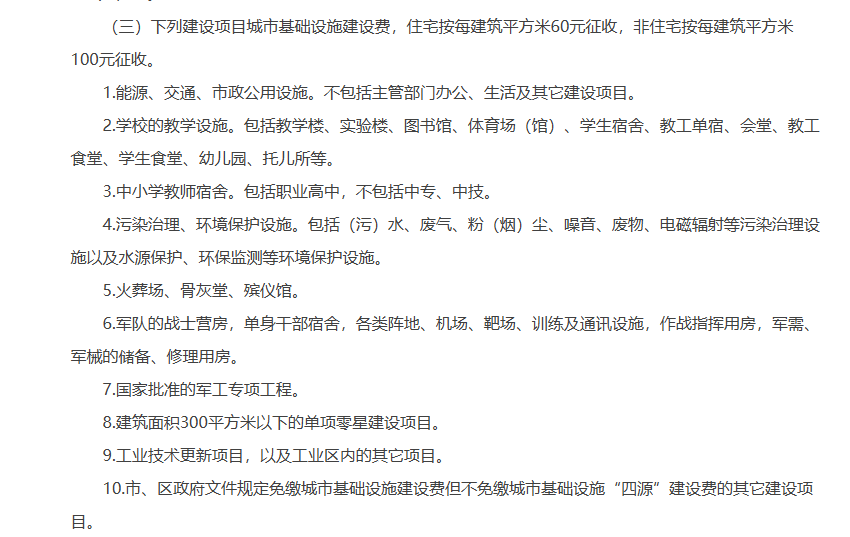 （三）下列建设项目城市基础设施建设费，住宅按每建筑平方米60元征收，非住宅按每建筑平方米
100元征收。
1.能源、交通、市政公用设施。不包括主管部门办公、生活及其它建设项目。
2.学校的教学设施。包括教学楼、实验楼、图书馆、体育场（馆）、学生宿舍、教工单宿、会堂、教工
食堂、学生食堂、幼儿园、托儿所等。
3.中小学教师宿舍。包括职业高中，不包括中专、中技。
4.污染治理、环境保护设施。包括（污）水、废气、粉（烟）尘、噪音、废物、电磁辐射等污染治理设
施以及水源保护、环保监测等环境保护设施。
5.火葬场、骨灰堂、殡仪馆。
6.军队的战士营房，单身干部宿舍，各类阵地、机场、靶场、训练及通讯设施，作战指挥用房，军需、
军械的储备、修理用房。
7.国家批准的军工专项工程。
8.建筑面积300平方米以下的单项零星建设项目。
9.工业技术更新项目，以及工业区内的其它项目。
10.市、区政府文件规定免缴城市基础设施建设费但不免缴城市基础设施“四源”建设费的其它建设项
目。